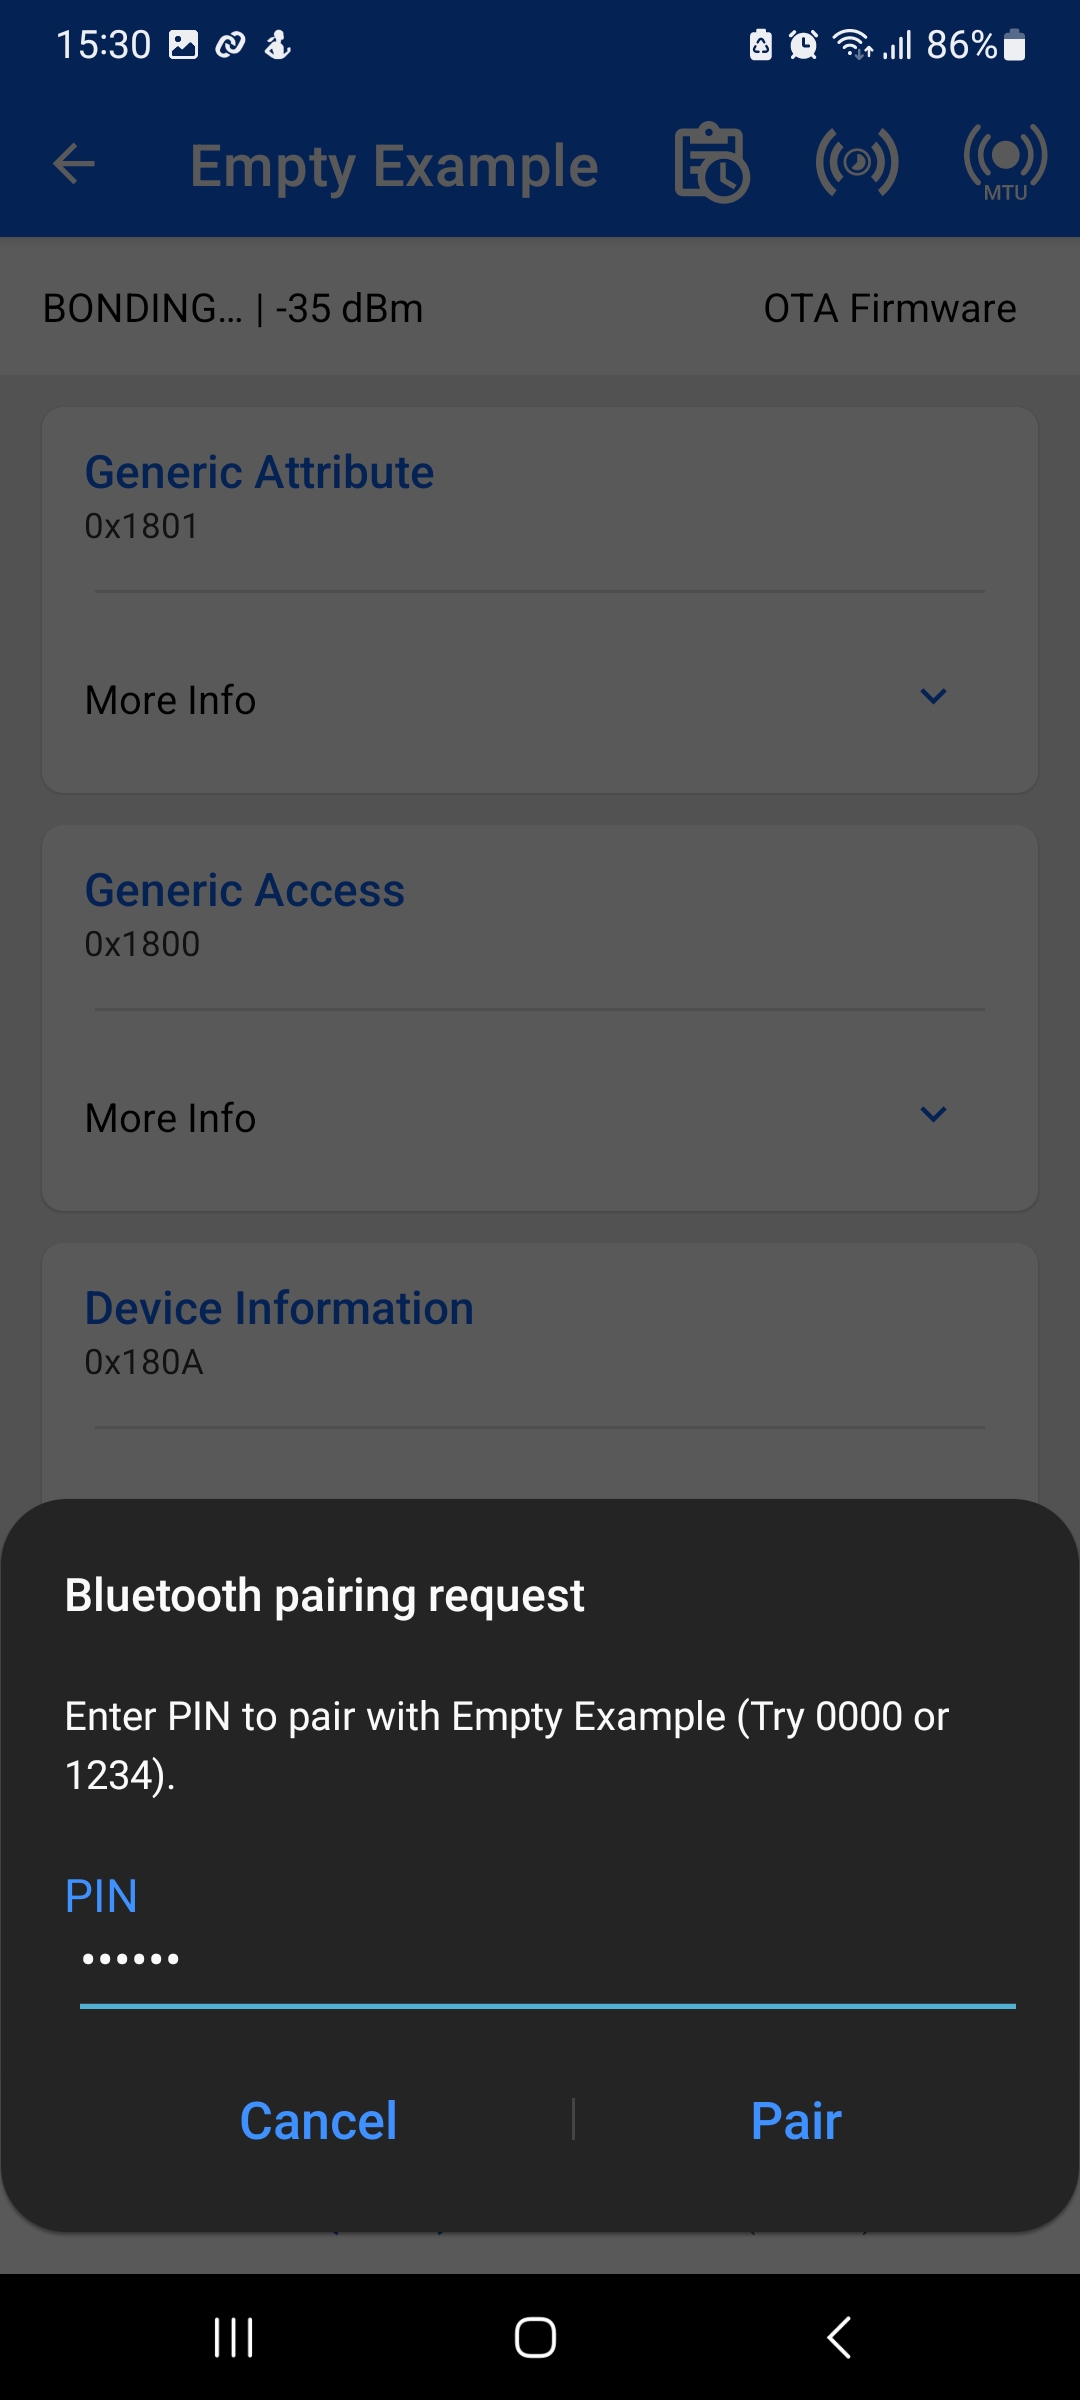 15:30
86%
Empty Example
MTU
BONDING... | -35 dBm
OTA Firmware
Generic Attribute
0x1801
More Info
Generic Access
0x1800
More Info
Device Information
0x180A
Bluetooth pairing request
Enter PIN to pair with Empty Example (Try 0000 or
1234).
PIN
••••••
Cancel
Pair